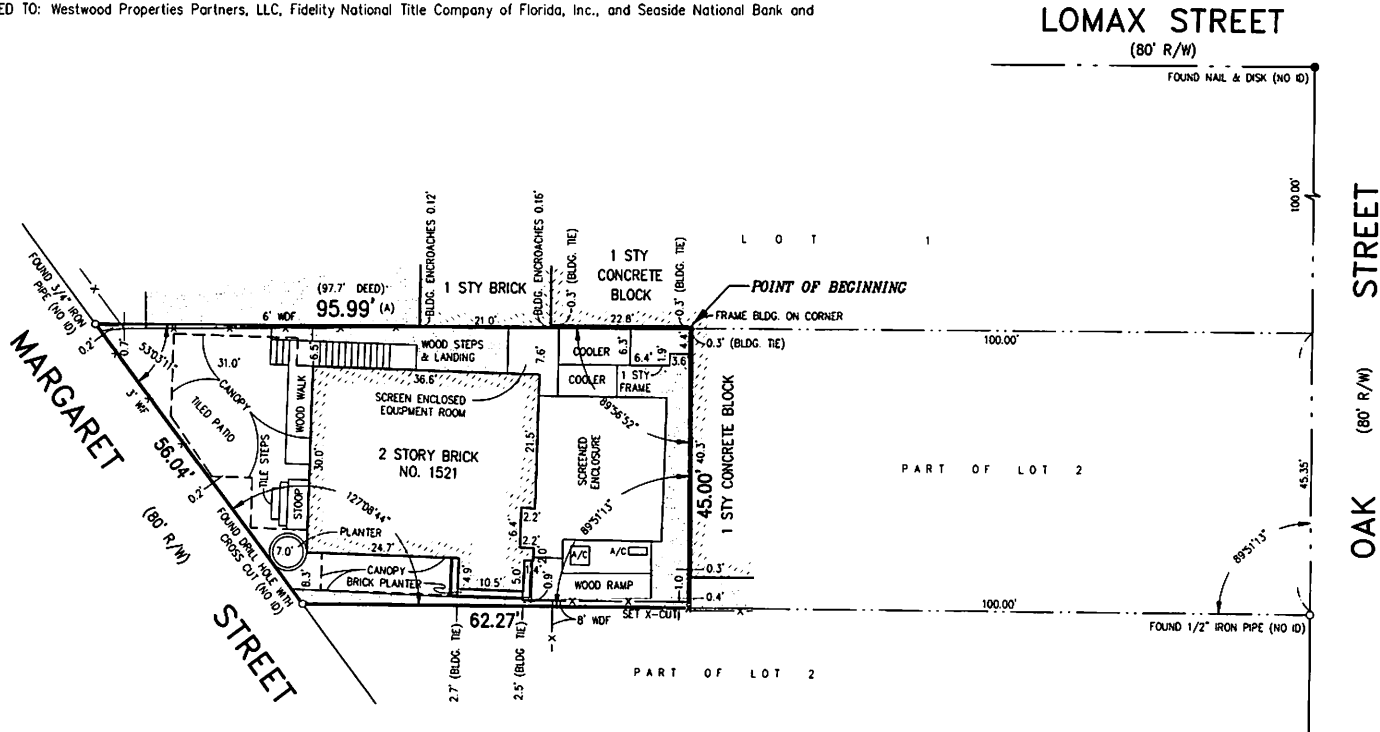 ED TO: Westwood Properties Partners, LLC, Fidelity National Title Company of Florida, Inc., and Seaside National Bank and
LOMAX STREET
(80' R/W)
FOUND NAIL & DISK (NO ID)
100.00'
OAK STREET
(80' R/W)
LOT 1
1 STY
CONCRETE
BLOCK
1 STY BRICK
BLDG. ENCROACHES 0.12'
BLDG. ENCROACHES 0.16'
0.3' (BLDG. TIE)
0.3' (BLDG. TIE)
POINT OF BEGINNING
FRAME BLDG. ON CORNER
0.3' (BLDG. TIE)
100.00'
(97.7' DEED)
95.99' (A)
6' WDF
21.0'
22.8'
FOUND 3/4" IRON
PIPE (NO ID)
0.2'
0.7'
53°03'11"
3' WF
56.04'
MARGARET STREET
(80' R/W)
31.0'
CANOPY
TILED PATIO
TILE STEPS
WOOD WALK
6.5'
WOOD STEPS
& LANDING
7.6'
COOLER
COOLER
6.3'
6.4'
1.9'
4.4'
3.6'
1 STY
FRAME
36.6'
SCREEN ENCLOSED
EQUIPMENT ROOM
2 STORY BRICK
NO. 1521
30.0'
21.5'
SCREENED
ENCLOSURE
89°56'52"
40.3'
45.00'
1 STY CONCRETE BLOCK
89°51'13"
PART OF LOT 2
45.35'
89°51'13"
0.2'
STOOP
127°08'44"
PLANTER
7.0'
24.7'
8.3'
CANOPY
BRICK PLANTER
4.9'
10.5'
5.0'
6.4'
2.2'
2.2'
2.0'
1.4'
0.9'
A/C
A/C
WOOD RAMP
1.0'
0.3'
0.4'
FOUND DRILL HOLE WITH
CROSS CUT (NO ID)
62.27'
8' WDF
SET X-CUT
100.00'
FOUND 1/2" IRON PIPE (NO ID)
2.7' (BLDG. TIE)
2.5' (BLDG. TIE)
PART OF LOT 2